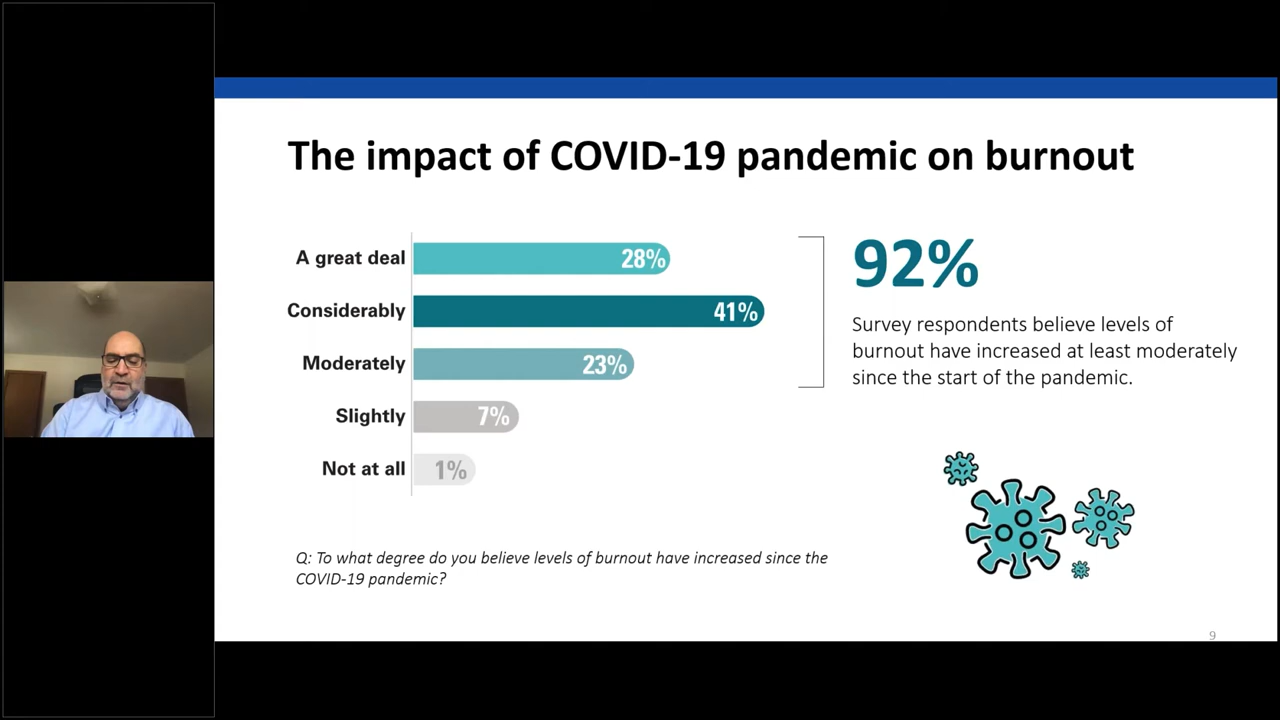 The impact of COVID-19 pandemic on burnout
A great deal 28%
Considerably 41%
Moderately 23%
Slightly 7%
Not at all 1%
92%
Survey respondents believe levels of
burnout have increased at least moderately
since the start of the pandemic.
Q: To what degree do you believe levels of burnout have increased since the
COVID-19 pandemic?
9